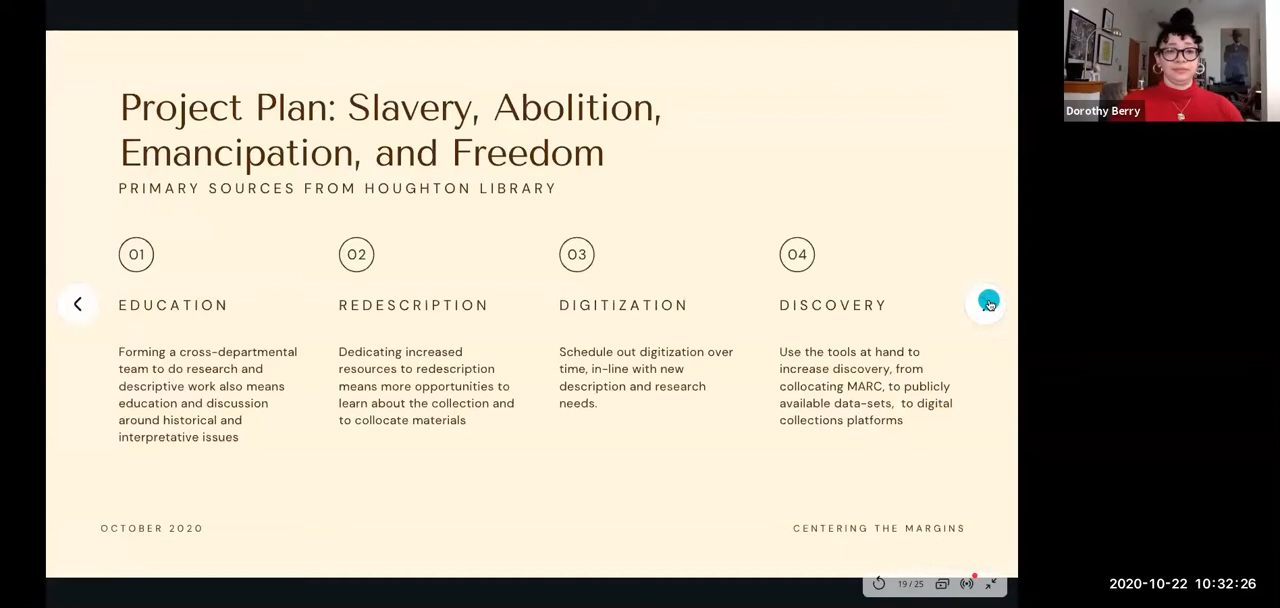 Project Plan: Slavery, Abolition,
Emancipation, and Freedom
PRIMARY SOURCES FROM HOUGHTON LIBRARY
01
EDUCATION
Forming a cross-departmental
team to do research and
descriptive work also means
education and discussion
around historical and
interpretative issues
02
REDESCRIPTION
Dedicating increased
resources to redescription
means more opportunities to
learn about the collection and
to collocate materials
03
DIGITIZATION
Schedule out digitization over
time, in-line with new
description and research
needs.
04
DISCOVERY
Use the tools at hand to
increase discovery, from
collocating MARC, to publicly
available data-sets, to digital
collections platforms
OCTOBER 2020
CENTERING THE MARGINS
19/25
Dorothy Berry
2020-10-22 10:32:26